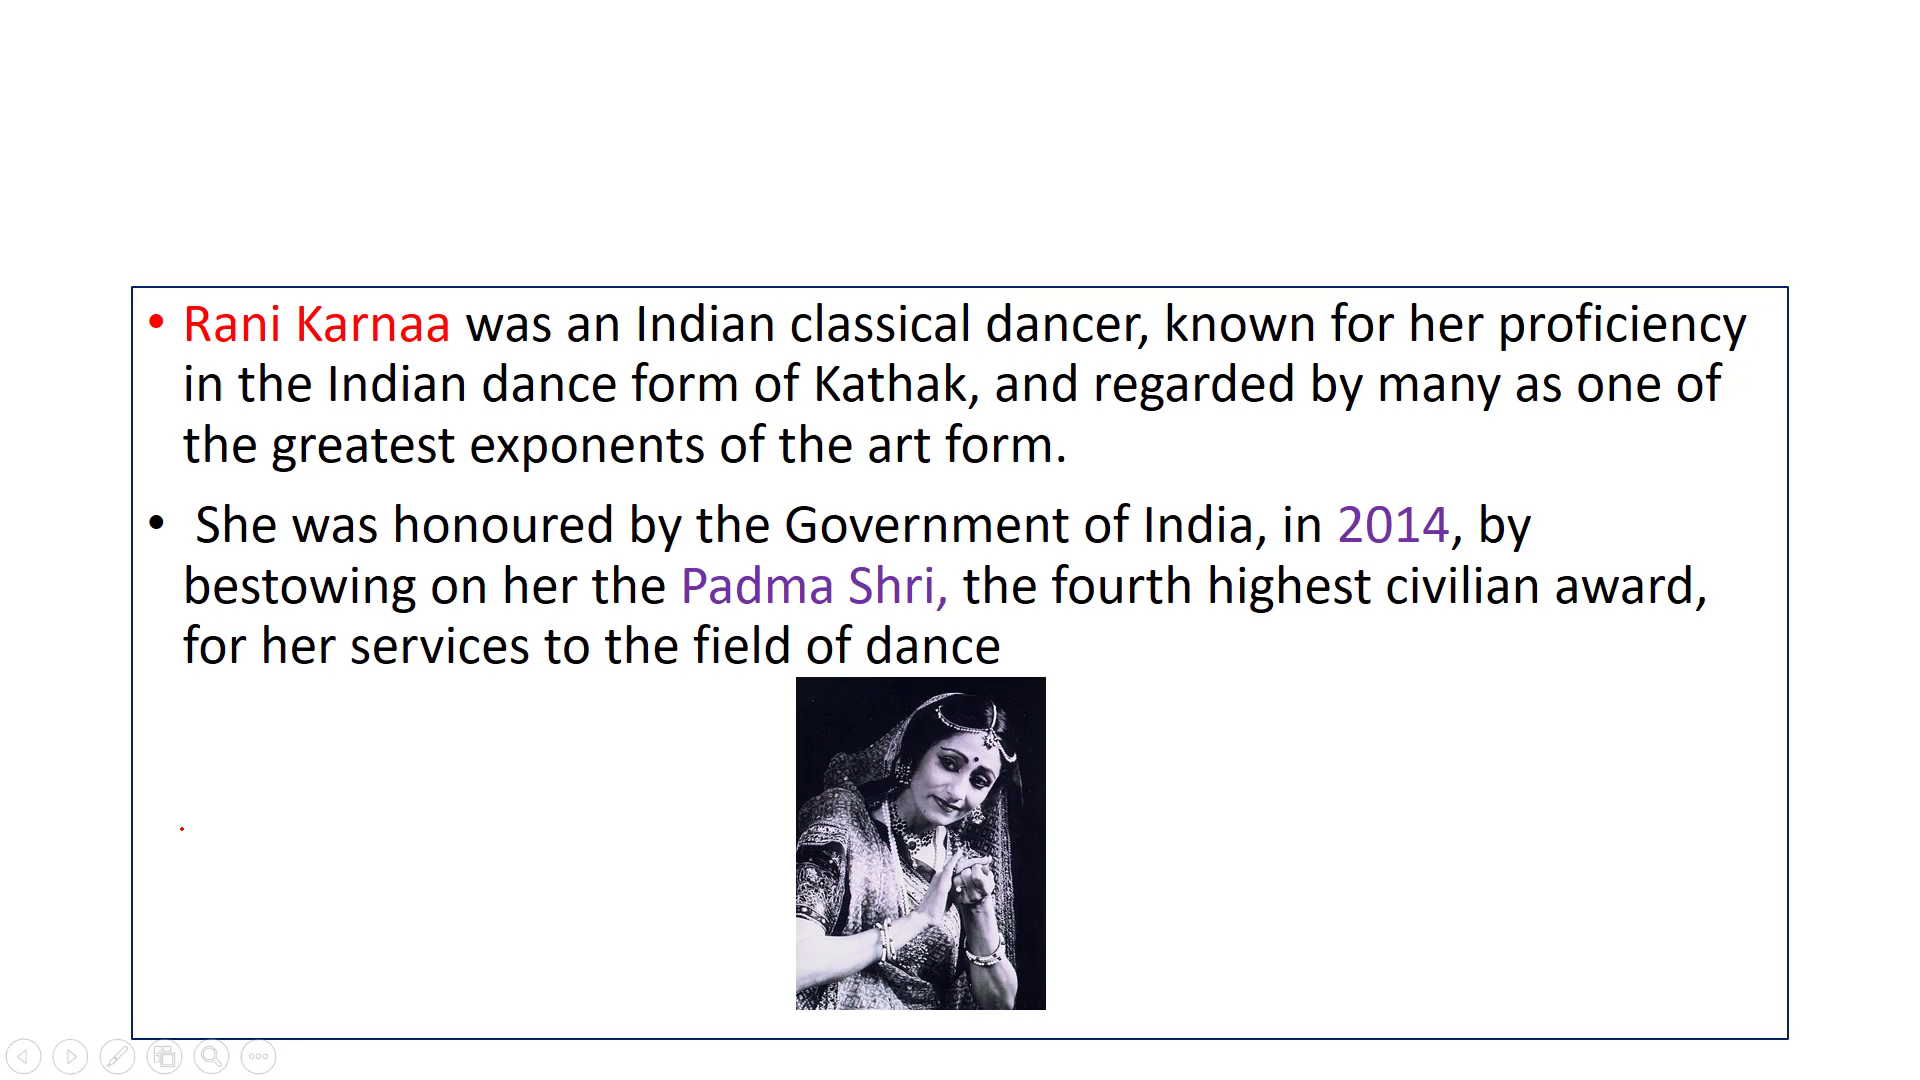 • Rani Karnaa was an Indian classical dancer, known for her proficiency
in the Indian dance form of Kathak, and regarded by many as one of
the greatest exponents of the art form.
• She was honoured by the Government of India, in 2014, by
bestowing on her the Padma Shri, the fourth highest civilian award,
for her services to the field of dance